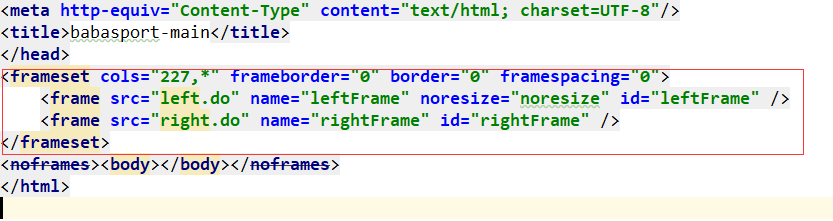 <meta http-equiv="Content-Type" content="text/html; charset=UTF-8"/>
<title>babasport-main</title>
</head>
<frameset cols="227,*" frameborder="0" border="0" framespacing="0">
    <frame src="left.do" name="leftFrame" noresize="noresize" id="leftFrame" />
    <frame src="right.do" name="rightFrame" id="rightFrame" />
</frameset>
<noframes><body></body></noframes>
</html>